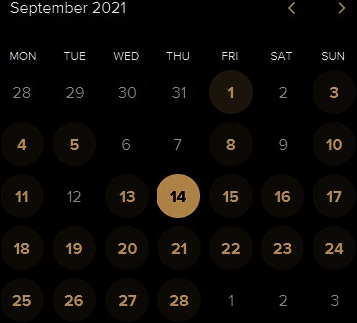 September 2021 < >
MON TUE WED THU FRI SAT SUN
28 29 30 31 1 2 3
4 5 6 7 8 9 10
11 12 13 14 15 16 17
18 19 20 21 22 23 24
25 26 27 28 1 2 3